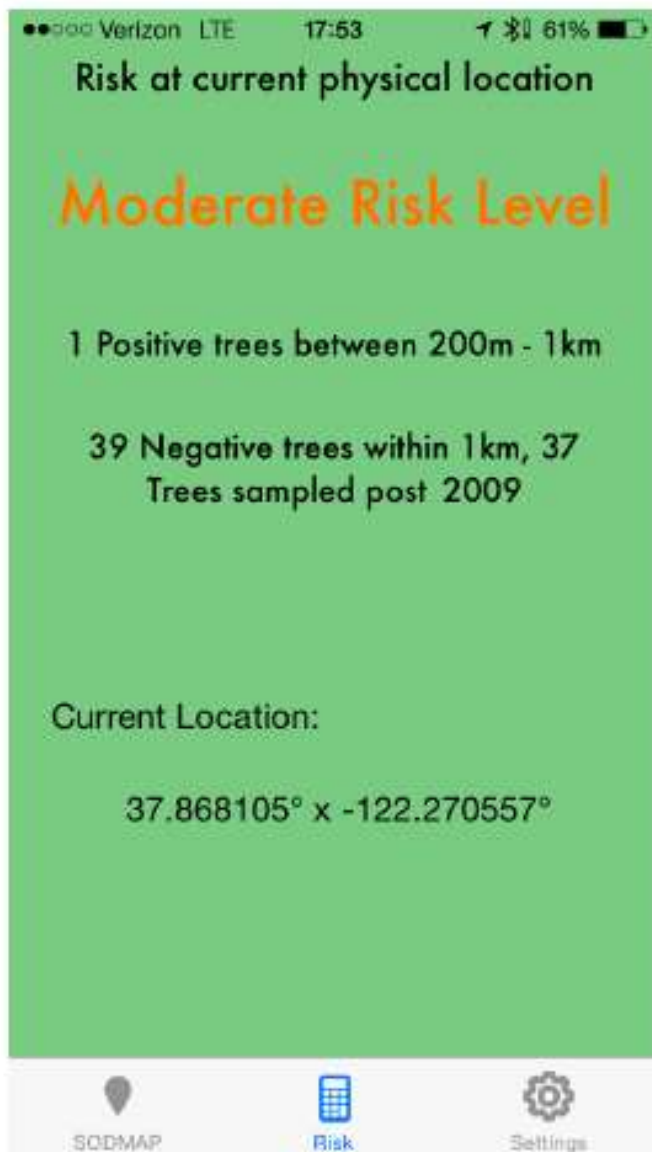 Verizon LTE 17:53 61%
Risk at current physical location
Moderate Risk Level
1 Positive trees between 200m - 1km
39 Negative trees within 1km, 37
Trees sampled post 2009
Current Location:
37.868105° x -122.270557°
SODMAP Risk Settings